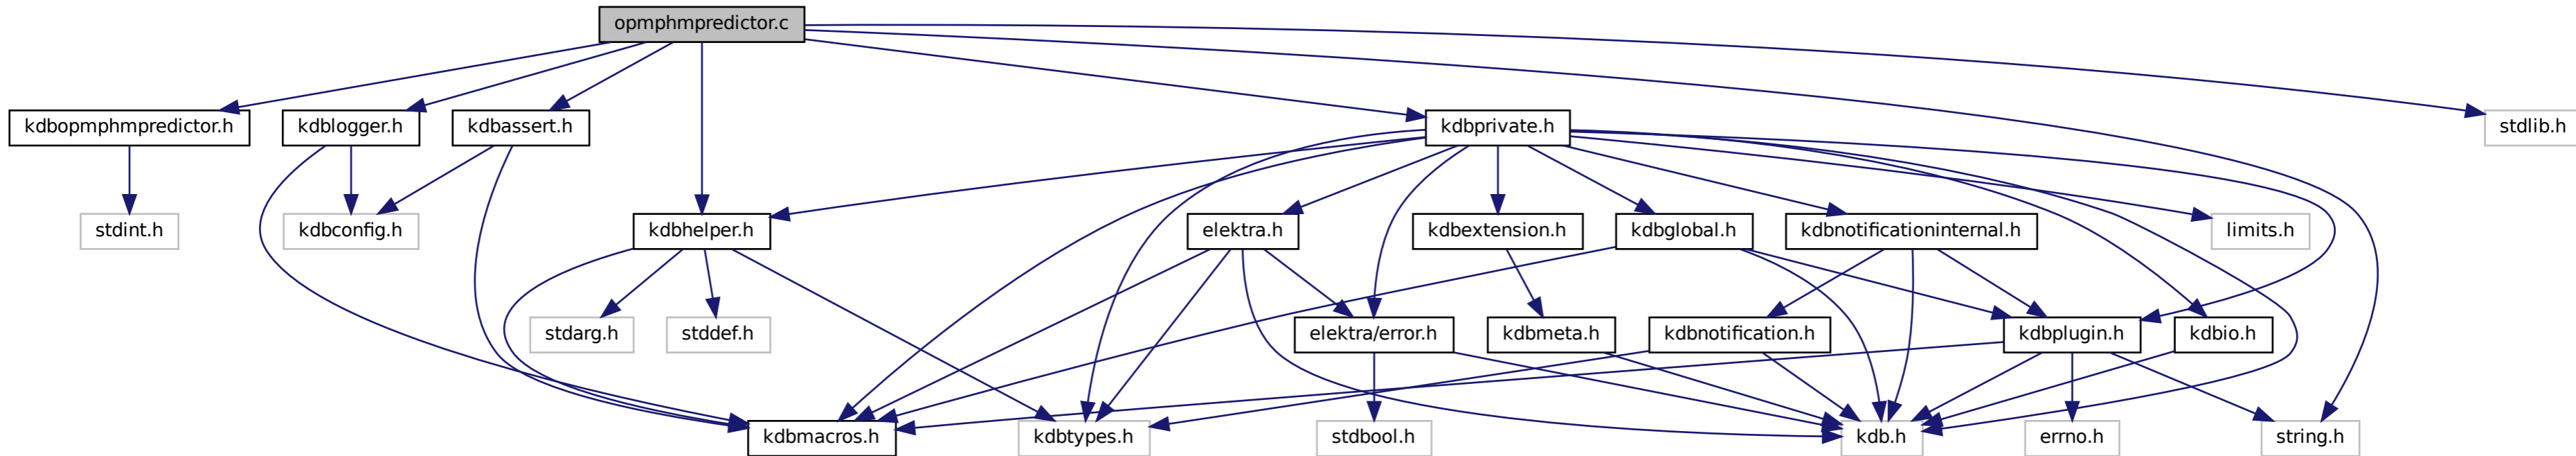 opmphmpredictor.c
kdbopmphmpredictor.h
kdblogger.h
kdbassert.h
kdbprivate.h
stdlib.h
stdint.h
kdbconfig.h
kdbhelper.h
elektra.h
kdbextension.h
kdbglobal.h
kdbnotificationinternal.h
limits.h
stdarg.h
stddef.h
elektra/error.h
kdbmeta.h
kdbnotification.h
kdbplugin.h
kdbio.h
kdbmacros.h
kdbtypes.h
stdbool.h
kdb.h
errno.h
string.h